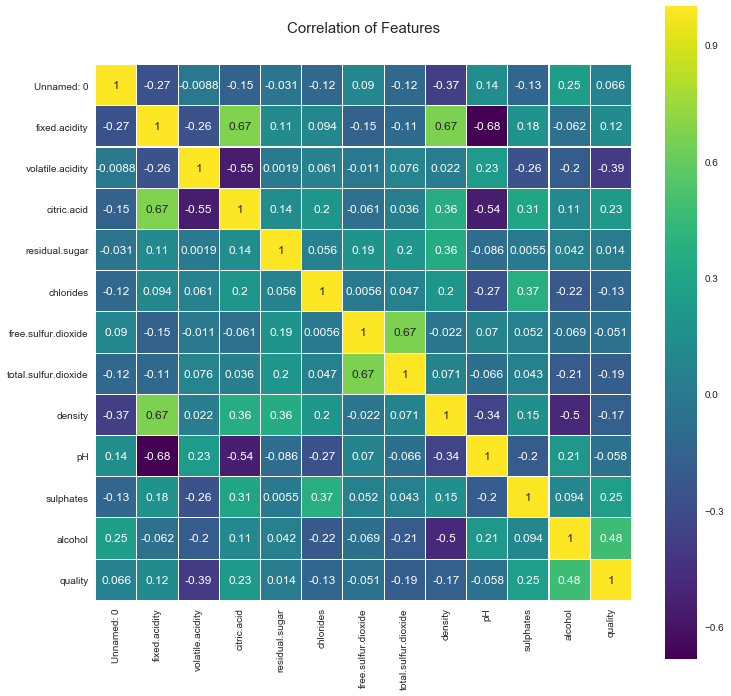 Correlation of Features
Unnamed: 0 1 -0.27 -0.0088 -0.15 -0.031 -0.12 0.09 -0.12 -0.37 0.14 -0.13 0.25 0.066
fixed.acidity -0.27 1 -0.26 0.67 0.11 0.094 -0.15 -0.11 0.67 -0.68 0.18 -0.062 0.12
volatile.acidity -0.0088 -0.26 1 -0.55 0.0019 0.061 -0.011 0.076 0.022 0.23 -0.26 -0.2 -0.39
citric.acid -0.15 0.67 -0.55 1 0.14 0.2 -0.061 0.036 0.36 -0.54 0.31 0.11 0.23
residual.sugar -0.031 0.11 0.0019 0.14 1 0.056 0.19 0.2 0.36 -0.086 0.0055 0.042 0.014
chlorides -0.12 0.094 0.061 0.2 0.056 1 0.0056 0.047 0.2 -0.27 0.37 -0.22 -0.13
free.sulfur.dioxide 0.09 -0.15 -0.011 -0.061 0.19 0.0056 1 0.67 -0.022 0.07 0.052 -0.069 -0.051
total.sulfur.dioxide -0.12 -0.11 0.076 0.036 0.2 0.047 0.67 1 0.071 -0.066 0.043 -0.21 -0.19
density -0.37 0.67 0.022 0.36 0.36 0.2 -0.022 0.071 1 -0.34 0.15 -0.5 -0.17
pH 0.14 -0.68 0.23 -0.54 -0.086 -0.27 0.07 -0.066 -0.34 1 -0.2 0.21 -0.058
sulphates -0.13 0.18 -0.26 0.31 0.0055 0.37 0.052 0.043 0.15 -0.2 1 0.094 0.25
alcohol 0.25 -0.062 -0.2 0.11 0.042 -0.22 -0.069 -0.21 -0.5 0.21 0.094 1 0.48
quality 0.066 0.12 -0.39 0.23 0.014 -0.13 -0.051 -0.19 -0.17 -0.058 0.25 0.48 1
Unnamed: 0
fixed.acidity
volatile.acidity
citric.acid
residual.sugar
chlorides
free.sulfur.dioxide
total.sulfur.dioxide
density
pH
sulphates
alcohol
quality
0.9
0.6
0.3
0.0
−0.3
−0.6